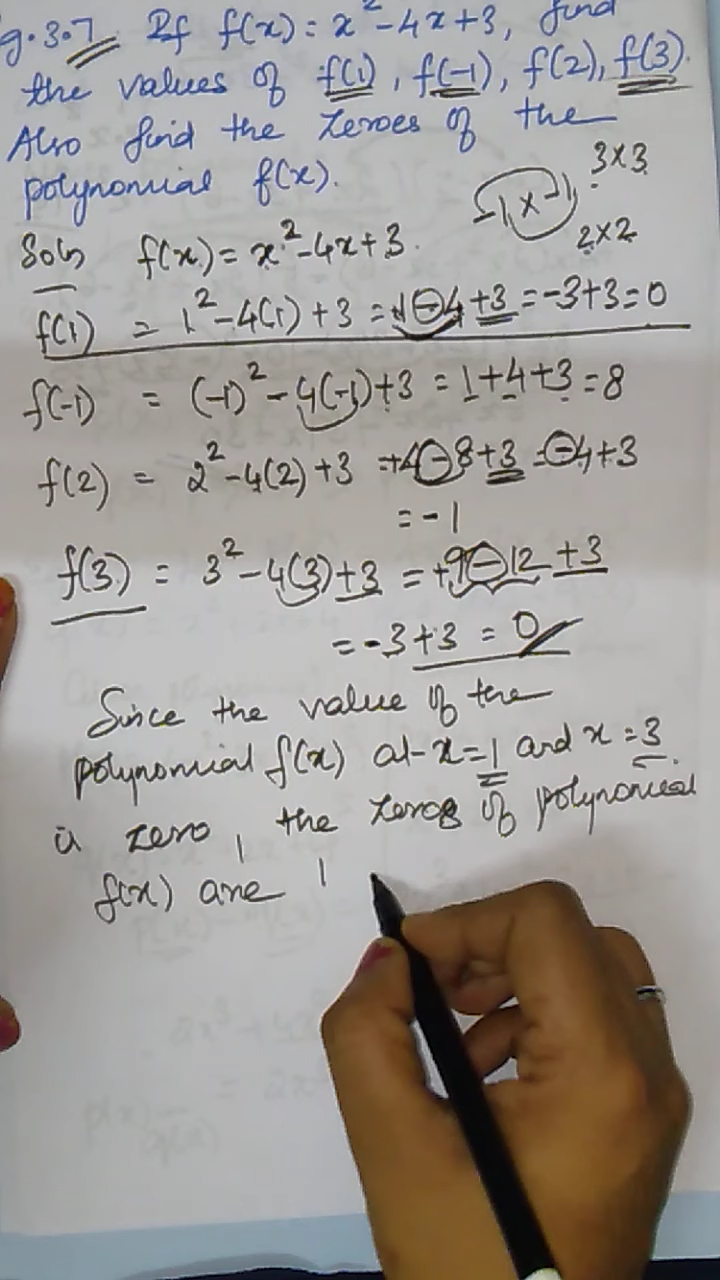 g.3.7 If f(x) = x² - 4x + 3, find
the values of f(1), f(-1), f(2), f(3).
Also find the zeroes of the
polynomial f(x).
-1 x -1
3×3
2×2
Soln f(x) = x² - 4x + 3.
f(1) = 1² - 4(1) + 3 = 1 - 4 + 3 = -3 + 3 = 0
f(-1) = (-1)² - 4(-1) + 3 = 1 + 4 + 3 = 8
f(2) = 2² - 4(2) + 3 = +4 - 8 + 3 = -4 + 3
= -1
f(3) = 3² - 4(3) + 3 = +9 - 12 + 3
= -3 + 3 = 0
Since the value of the
polynomial f(x) at x = 1 and x = 3
is zero, the zeros of polynomial
f(x) are 1